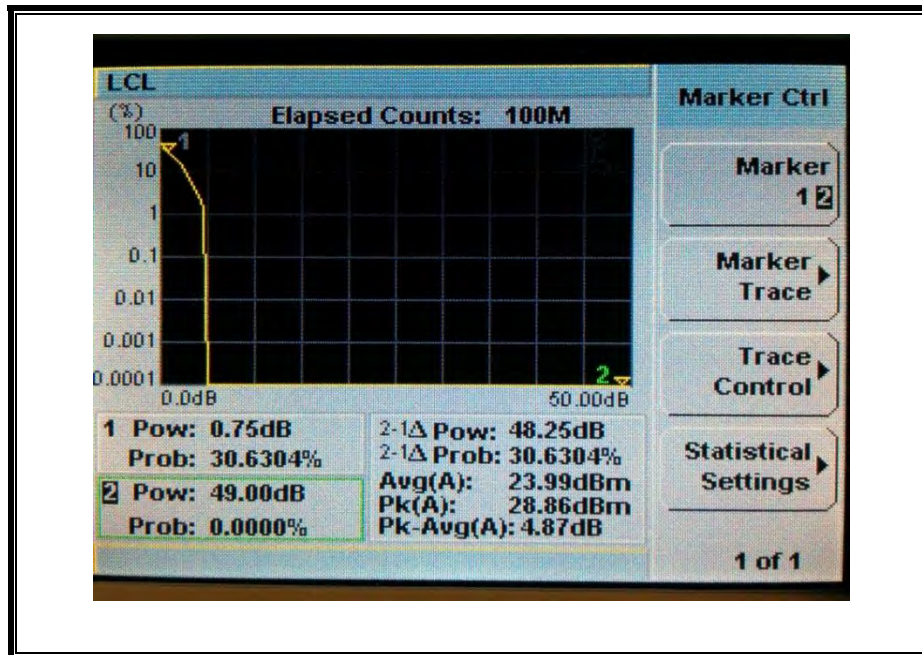 LCL
(%)
Elapsed Counts: 100M
100
10
1
0.1
0.01
0.001
0.0001
1
2
0.0dB
50.00dB
1 Pow: 0.75dB
Prob: 30.6304%
2 Pow: 49.00dB
Prob: 0.0000%
2-1Δ Pow: 48.25dB
2-1Δ Prob: 30.6304%
Avg(A): 23.99dBm
Pk(A): 28.86dBm
Pk-Avg(A): 4.87dB
Marker Ctrl
Marker
1 2
Marker
Trace
Trace
Control
Statistical
Settings
1 of 1